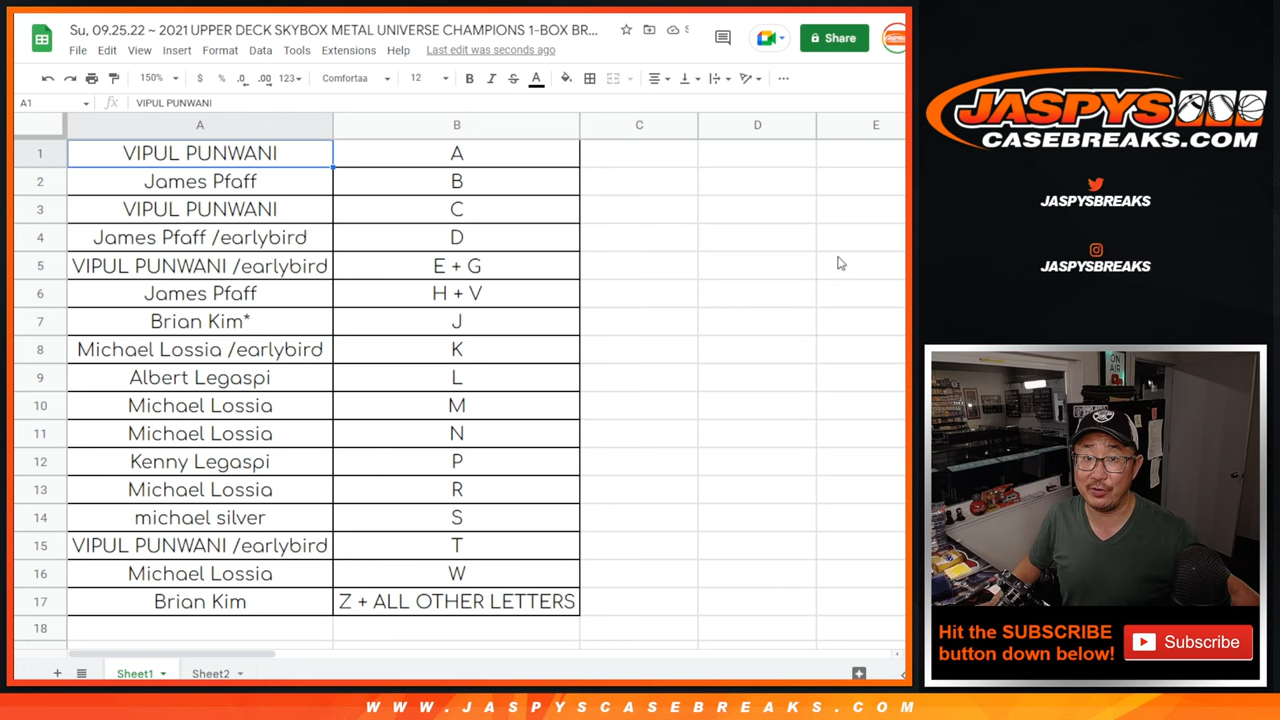 Su, 09.25.22 ~ 2021 UPPER DECK SKYBOX METAL UNIVERSE CHAMPIONS 1-BOX BR...
File Edit View Insert Format Data Tools Extensions Help Last edit was seconds ago
Share
150% $ % .0 .00 123 Comfortaa 12 B I S A
A1 fx VIPUL PUNWANI
A B C D E
1 VIPUL PUNWANI A
2 James Pfaff B
3 VIPUL PUNWANI C
4 James Pfaff /earlybird D
5 VIPUL PUNWANI /earlybird E + G
6 James Pfaff H + V
7 Brian Kim* J
8 Michael Lossia /earlybird K
9 Albert Legaspi L
10 Michael Lossia M
11 Michael Lossia N
12 Kenny Legaspi P
13 Michael Lossia R
14 michael silver S
15 VIPUL PUNWANI /earlybird T
16 Michael Lossia W
17 Brian Kim Z + ALL OTHER LETTERS
18
Sheet1 Sheet2
JASPYS
CASEBREAKS.COM
JASPYSBREAKS
JASPYSBREAKS
ON AIR
Hit the SUBSCRIBE
button down below!
Subscribe
WWW.JASPYSCASEBREAKS.COM